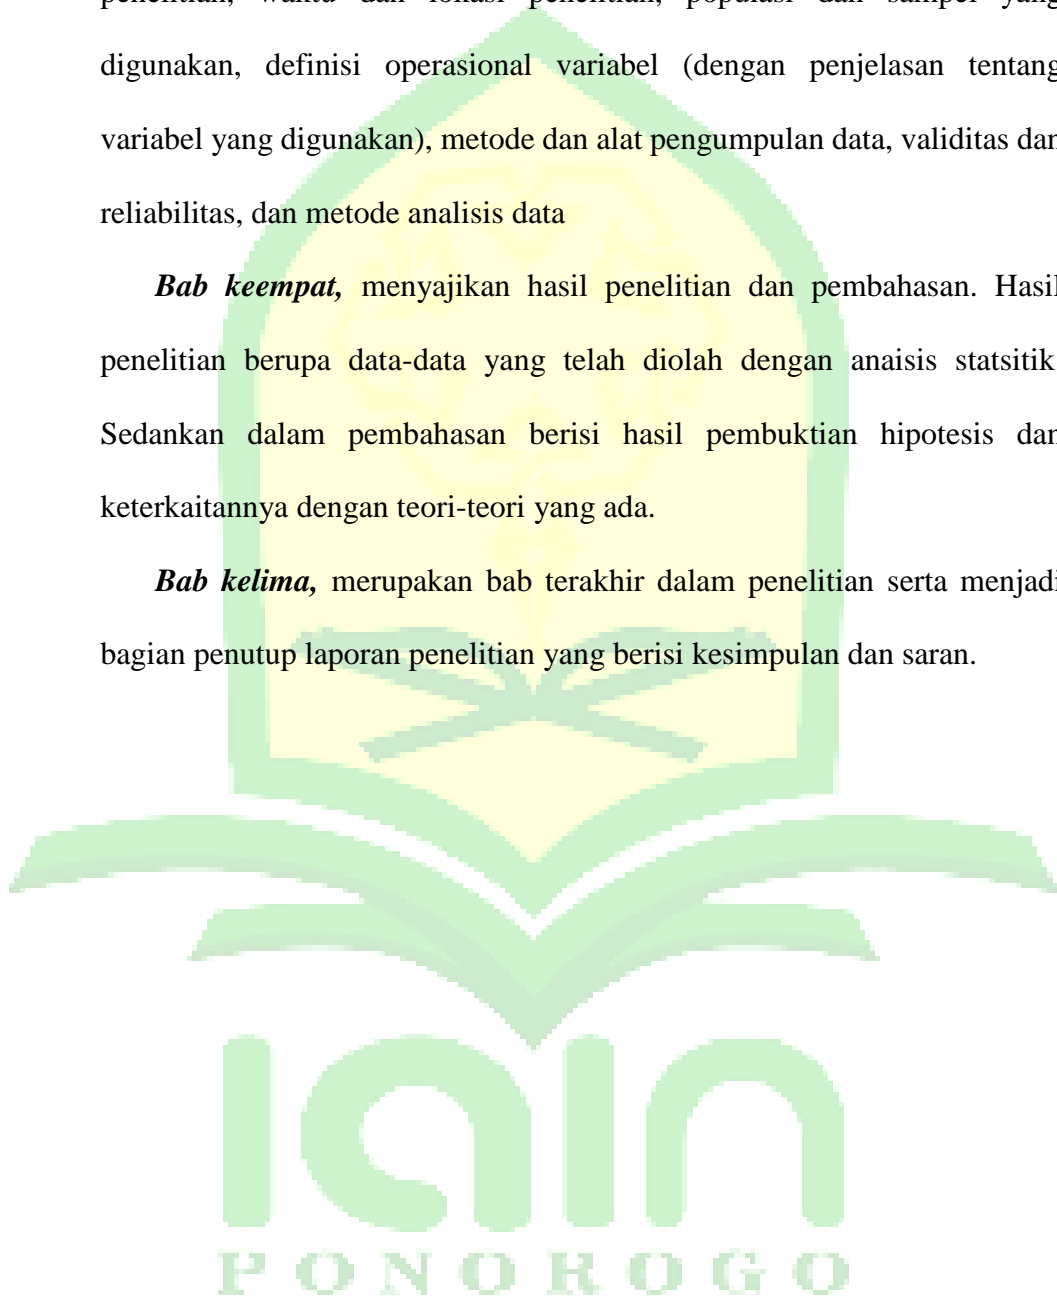 penelitian, waktu dan lokasi penelitian, populasi dan sampel yang
digunakan, definisi operasional variabel (dengan penjelasan tentang
variabel yang digunakan), metode dan alat pengumpulan data, validitas dan
reliabilitas, dan metode analisis data
Bab keempat, menyajikan hasil penelitian dan pembahasan. Hasil
penelitian berupa data-data yang telah diolah dengan anaisis statsitik.
Sedankan dalam pembahasan berisi hasil pembuktian hipotesis dan
keterkaitannya dengan teori-teori yang ada.
Bab kelima, merupakan bab terakhir dalam penelitian serta menjadi
bagian penutup laporan penelitian yang berisi kesimpulan dan saran.
IAIN
PONOROGO